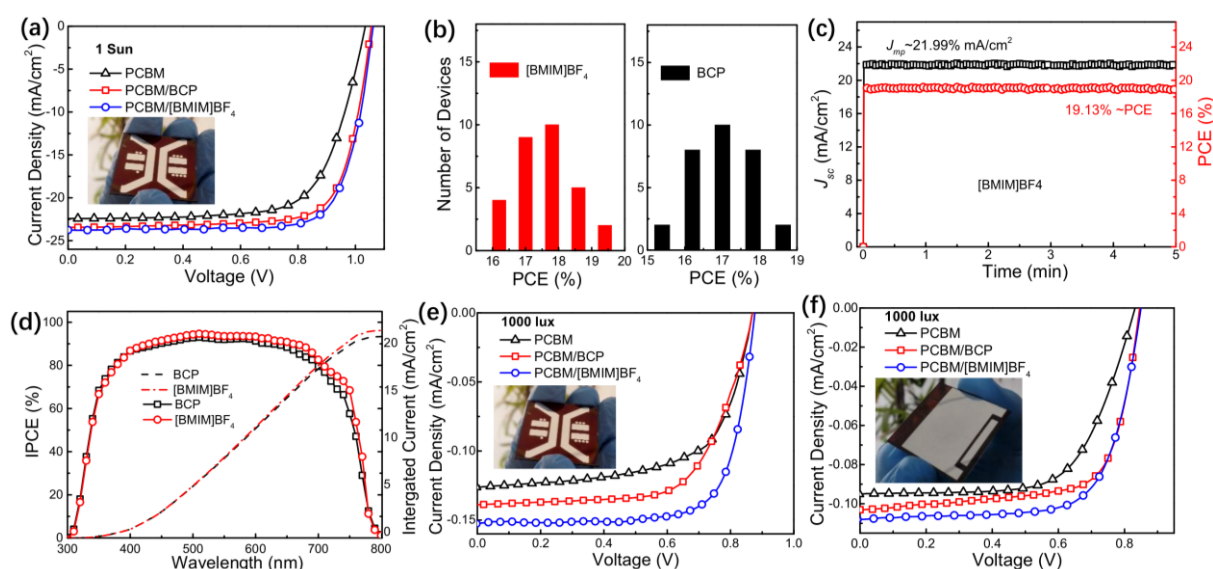 (a)
1 Sun
PCBM
PCBM/BCP
PCBM/[BMIM]BF4
0
-5
-10
-15
-20
-25
0.0 0.2 0.4 0.6 0.8 1.0
Current Density (mA/cm²)
Voltage (V)
(b)
[BMIM]BF4
BCP
Number of Devices
0
2
4
6
8
10
12
14
16 17 18 19 20
PCE (%)
15 16 17 18 19
PCE (%)
(c)
Jmp~21.99% mA/cm²
19.13% ~PCE
[BMIM]BF4
Jsc (mA/cm²)
0
4
8
12
16
20
24
28
0 1 2 3 4 5
Time (min)
0
4
8
12
16
20
24
28
PCE (%)
(d)
BCP
[BMIM]BF4
BCP
[BMIM]BF4
IPCE (%)
100
80
60
40
20
0
300 400 500 600 700 800
Wavelength (nm)
20
15
10
5
0
Intergated Current (mA/cm²)
(e)
1000 lux
PCBM
PCBM/BCP
PCBM/[BMIM]BF4
Current Density (mA/cm²)
0.00
-0.05
-0.10
-0.15
0.0 0.2 0.4 0.6 0.8 1.0
Voltage (V)
(f)
1000 lux
PCBM
PCBM/BCP
PCBM/[BMIM]BF4
Current Density (mA/cm²)
0.00
-0.02
-0.04
-0.06
-0.08
-0.10
0.0 0.2 0.4 0.6 0.8
Voltage (V)